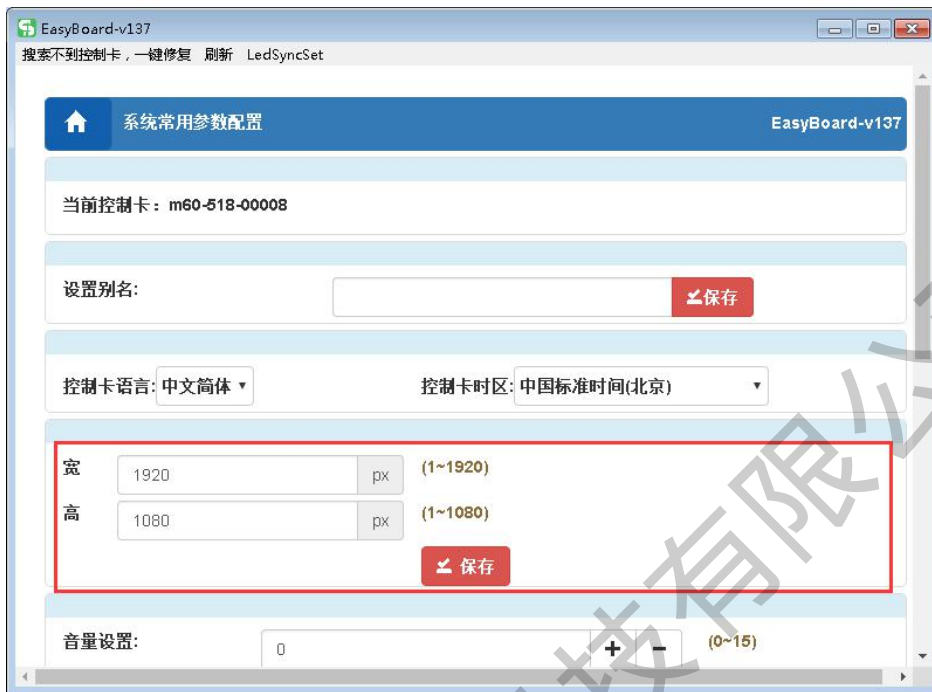 EasyBoard-v137
搜索不到控制卡，一键修复 刷新 LedSyncSet
系统常用参数配置 EasyBoard-v137
当前控制卡：m60-518-00008
设置别名: 保存
控制卡语言: 中文简体 控制卡时区: 中国标准时间(北京)
宽 1920 px (1~1920)
高 1080 px (1~1080)
保存
音量设置: 0 + − (0~15)
技有限公